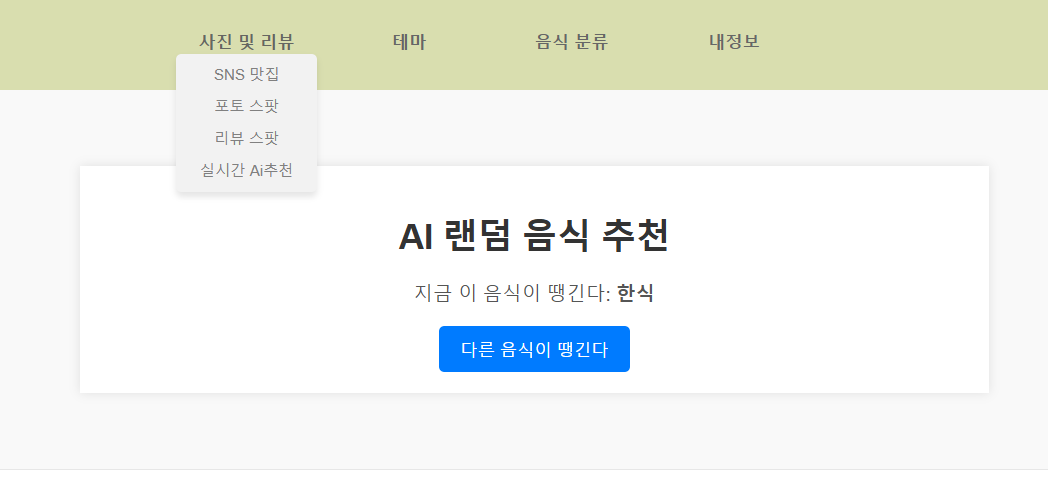 사진 및 리뷰 테마 음식 분류 내정보
SNS 맛집
포토 스팟
리뷰 스팟
실시간 Ai추천
AI 랜덤 음식 추천
지금 이 음식이 땡긴다: 한식
다른 음식이 땡긴다